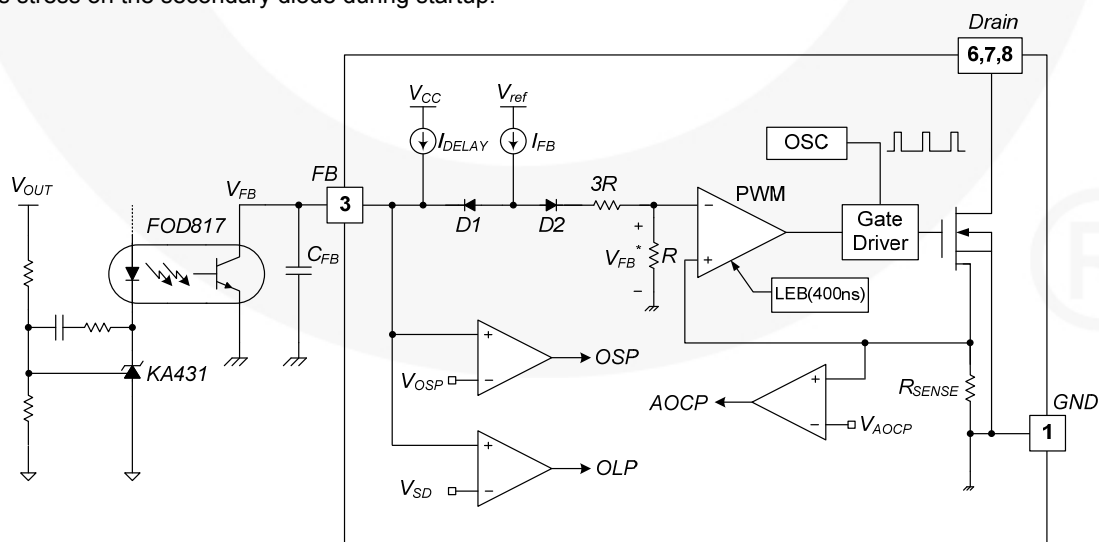 s stress on the secondary diode during startup.
Drain
6,7,8
VCC
Vref
IDELAY
IFB
OSC
FB
3
VOUT
VFB
FOD817
CFB
D1
D2
3R
PWM
Gate
Driver
+
VFB*
R
−
−
+
LEB(400ns)
KA431
+
VOSP
−
OSP
AOCP
+
−
VAOCP
RSENSE
GND
1
+
VSD
−
OLP
R